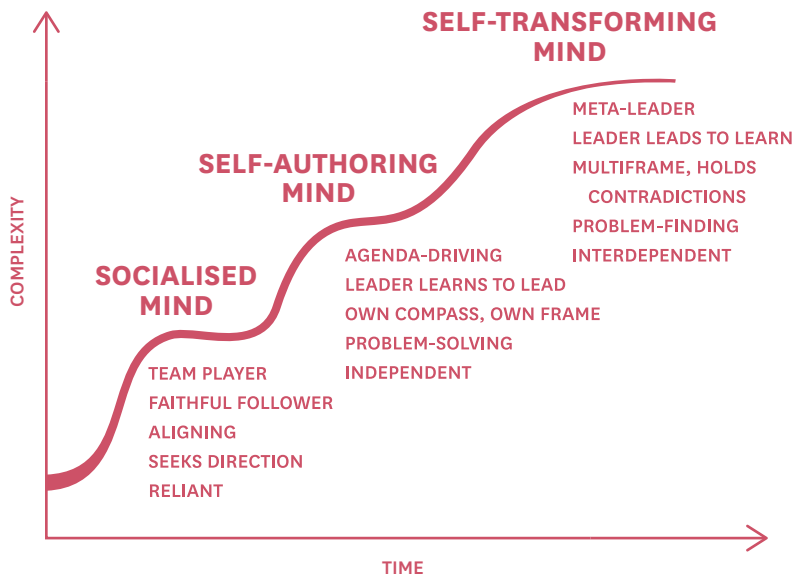 SELF-TRANSFORMING
MIND
META-LEADER
LEADER LEADS TO LEARN
MULTIFRAME, HOLDS
CONTRADICTIONS
PROBLEM-FINDING
INTERDEPENDENT
SELF-AUTHORING
MIND
AGENDA-DRIVING
LEADER LEARNS TO LEAD
OWN COMPASS, OWN FRAME
PROBLEM-SOLVING
INDEPENDENT
SOCIALISED
MIND
TEAM PLAYER
FAITHFUL FOLLOWER
ALIGNING
SEEKS DIRECTION
RELIANT
COMPLEXITY
TIME